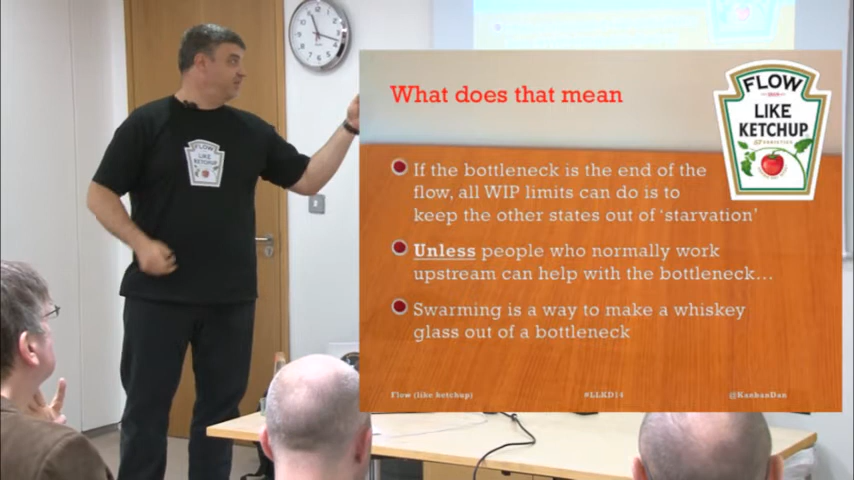 What does that mean
FLOW
LIKE
KETCHUP
If the bottleneck is the end of the
flow, all WIP limits can do is to
keep the other states out of ‘starvation’
Unless people who normally work
upstream can help with the bottleneck...
Swarming is a way to make a whiskey
glass out of a bottleneck
Flow (like ketchup)
#LLKD14
@KanbanDan
FLOW
LIKE
KETCHUP